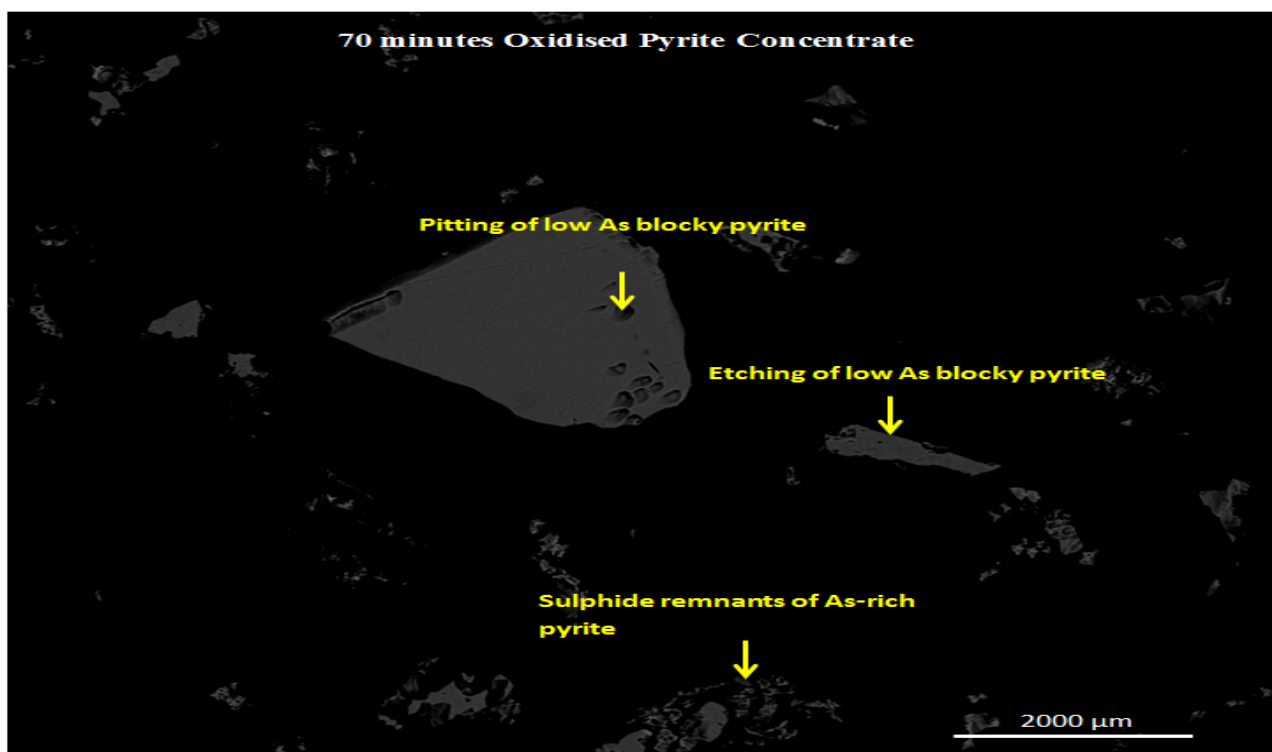 70 minutes Oxidised Pyrite Concentrate
Pitting of low As blocky pyrite
Etching of low As blocky pyrite
Sulphide remnants of As-rich
pyrite
2000 µm